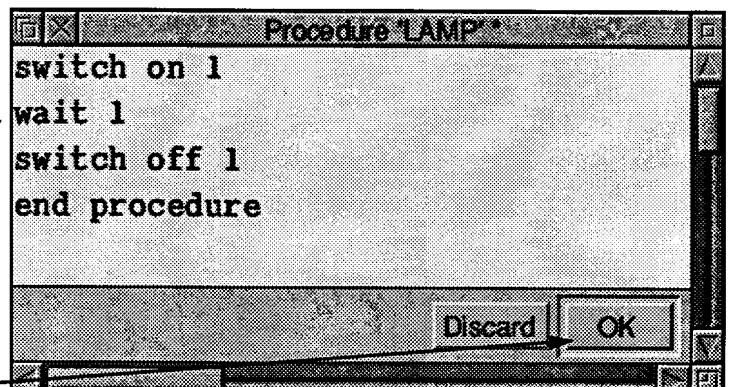 Procedure "LAMP" *
switch on 1
wait 1
switch off 1
end procedure
Discard OK